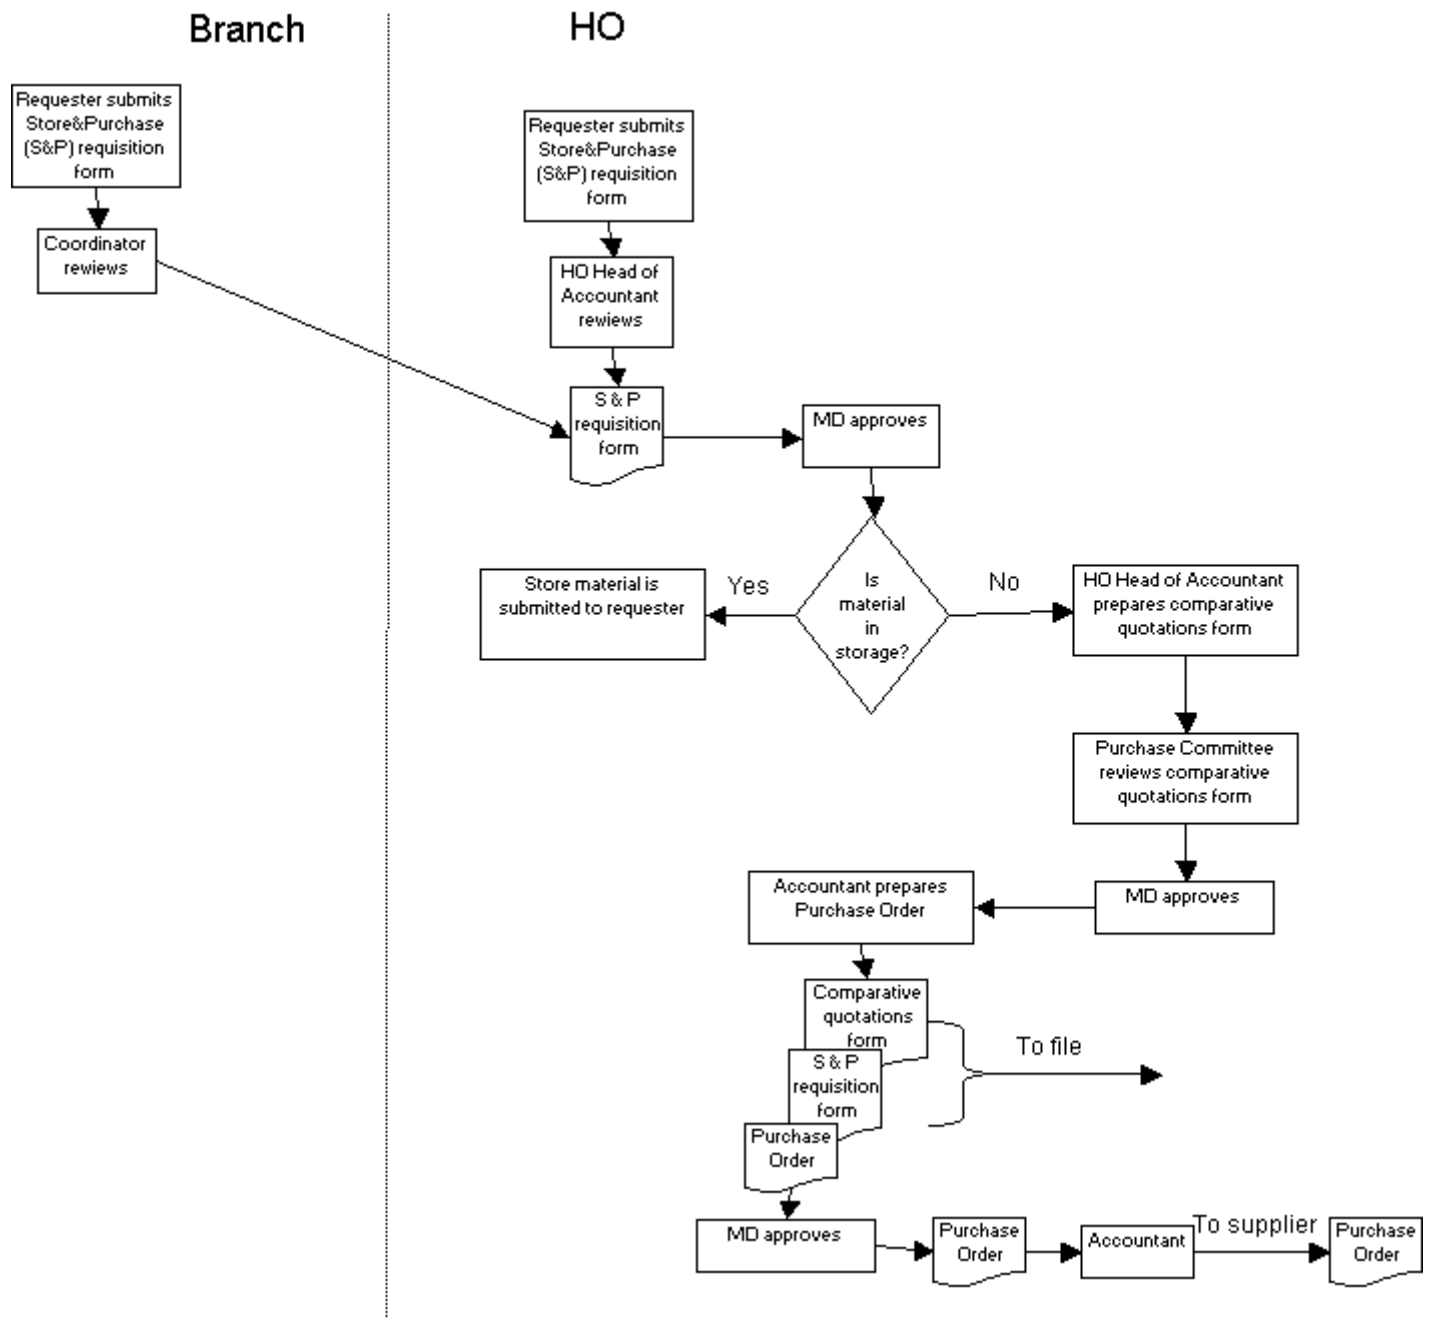 Branch
HO
Requester submits
Store&Purchase
(S&P) requisition
form
Coordinator
rewiews
Requester submits
Store&Purchase
(S&P) requisition
form
HO Head of
Accountant
rewiews
S & P
requisition
form
MD approves
Is
material
in
storage?
Yes
No
Store material is
submitted to requester
HO Head of Accountant
prepares comparative
quotations form
Purchase Committee
reviews comparative
quotations form
MD approves
Accountant prepares
Purchase Order
Comparative
quotations
form
S & P
requisition
form
Purchase
Order
To file
MD approves
Purchase
Order
Accountant
To supplier
Purchase
Order